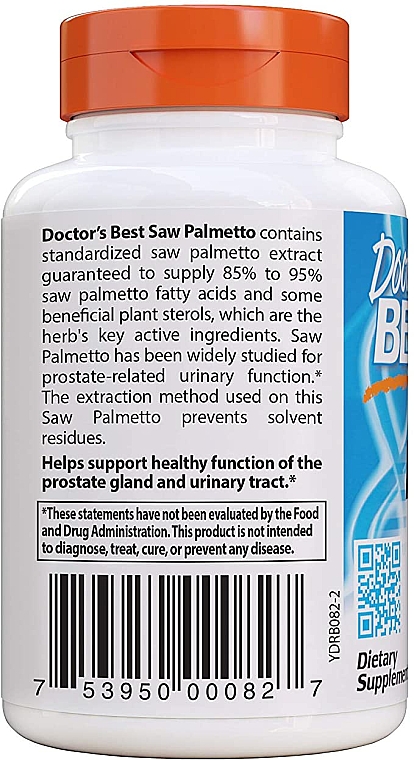 Doctor's Best Saw Palmetto contains
standardized saw palmetto extract
guaranteed to supply 85% to 95%
saw palmetto fatty acids and some
beneficial plant sterols, which are the
herb's key active ingredients. Saw
Palmetto has been widely studied for
prostate-related urinary function.*
The extraction method used on this
Saw Palmetto prevents solvent
residues.
Helps support healthy function of the
prostate gland and urinary tract.*
*These statements have not been evaluated by the Food
and Drug Administration. This product is not intended
to diagnose, treat, cure, or prevent any disease.
7 53950 00082 7
YDRB082-2
Doct
BE
Dietary
Supplement